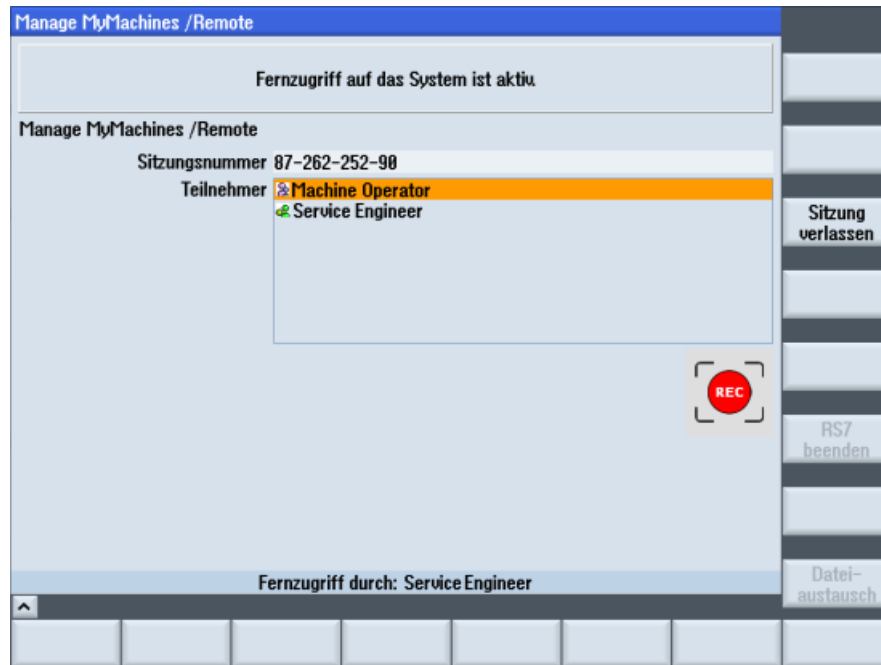 Manage MyMachines /Remote
Fernzugriff auf das System ist aktiv.
Manage MyMachines /Remote
Sitzungsnummer 87-262-252-90
Teilnehmer Machine Operator
Service Engineer
Sitzung
verlassen
REC
RS7
beenden
Datei-
austausch
Fernzugriff durch: Service Engineer